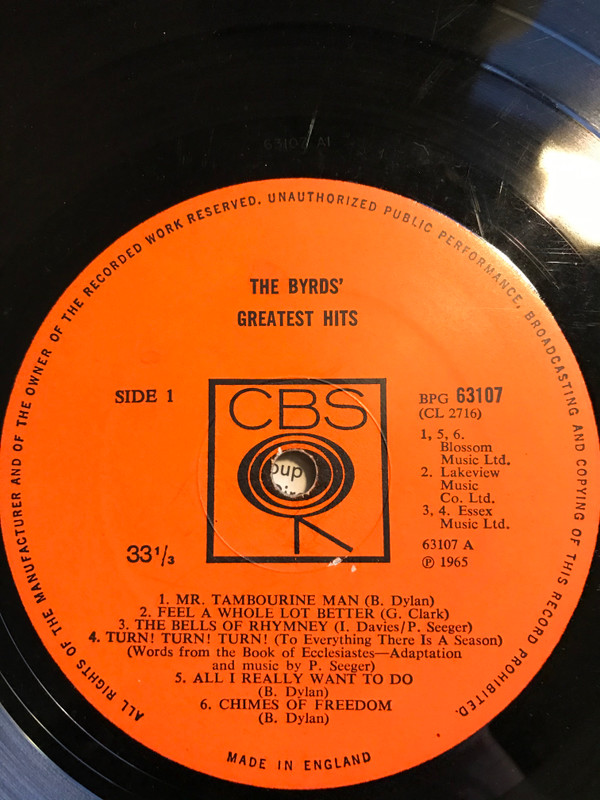 63107 A1
ALL RIGHTS OF THE MANUFACTURER AND OF THE OWNER OF THE RECORDED WORK RESERVED. UNAUTHORIZED PUBLIC PERFORMANCE, BROADCASTING AND COPYING OF THIS RECORD PROHIBITED.
THE BYRDS'
GREATEST HITS
SIDE 1
CBS
BPG 63107
(CL 2716)
1, 5, 6.
Blossom
Music Ltd.
2. Lakeview
Music
Co. Ltd.
3, 4. Essex
Music Ltd.
63107 A
℗ 1965
33 1/3
1. MR. TAMBOURINE MAN (B. Dylan)
2. FEEL A WHOLE LOT BETTER (G. Clark)
3. THE BELLS OF RHYMNEY (I. Davies/P. Seeger)
4. TURN! TURN! TURN! (To Everything There Is A Season)
(Words from the Book of Ecclesiastes—Adaptation
and music by P. Seeger)
5. ALL I REALLY WANT TO DO
(B. Dylan)
6. CHIMES OF FREEDOM
(B. Dylan)
MADE IN ENGLAND